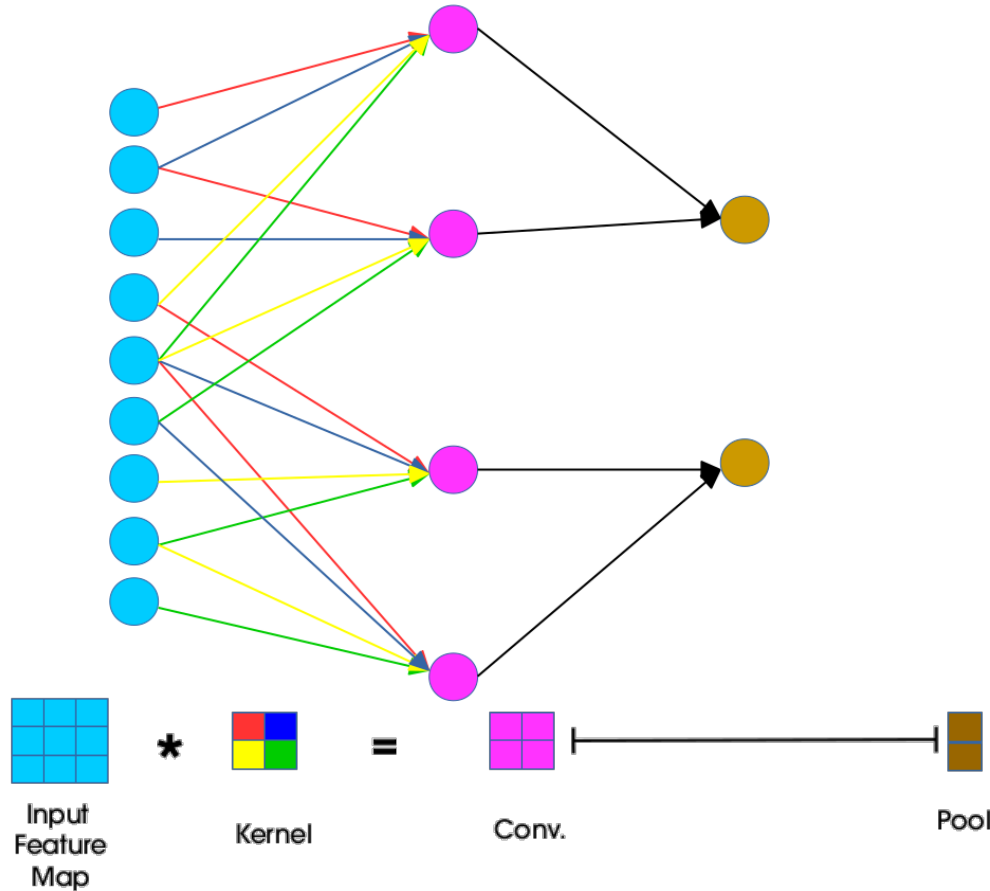 * =
Input
Feature
Map
Kernel
Conv.
Pool